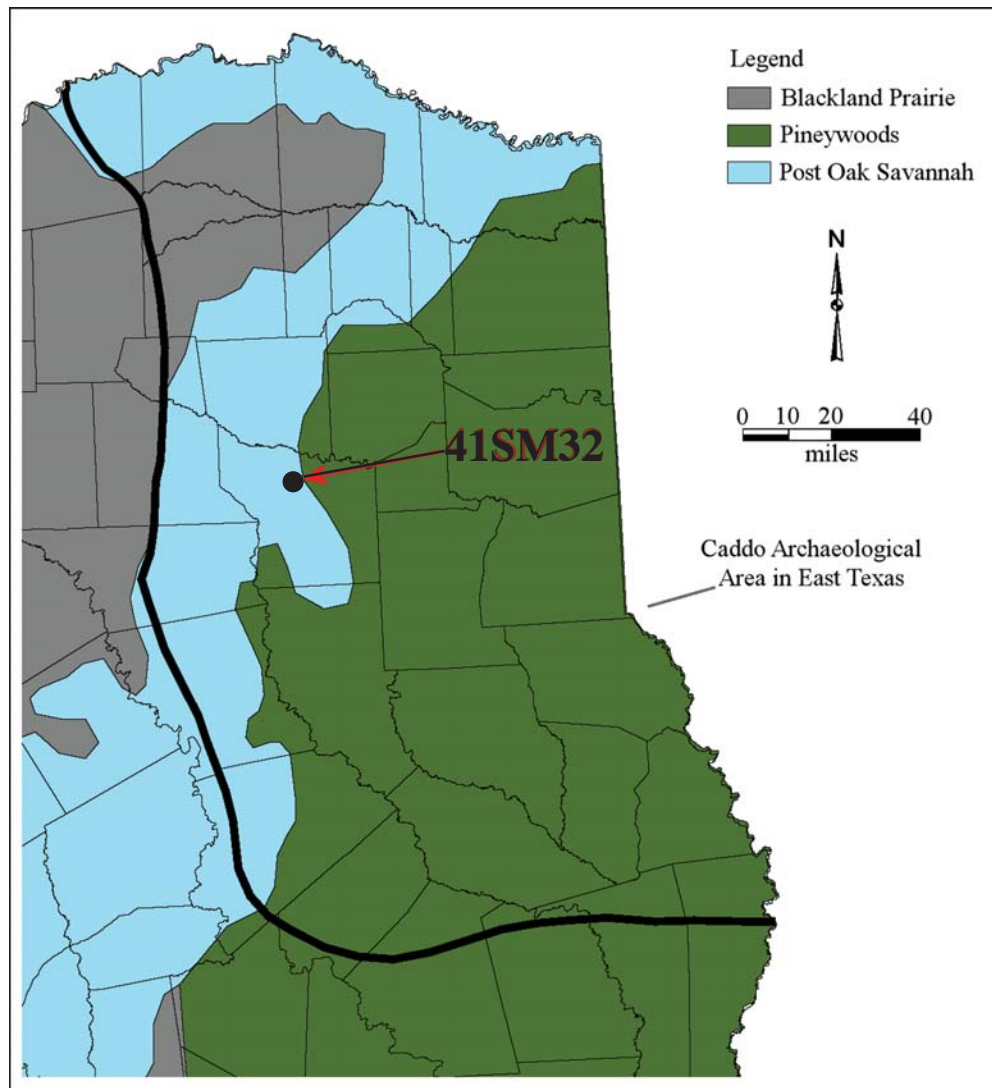 Legend
Blackland Prairie
Pineywoods
Post Oak Savannah
N
0 10 20 40
miles
41SM32
Caddo Archaeological
Area in East Texas